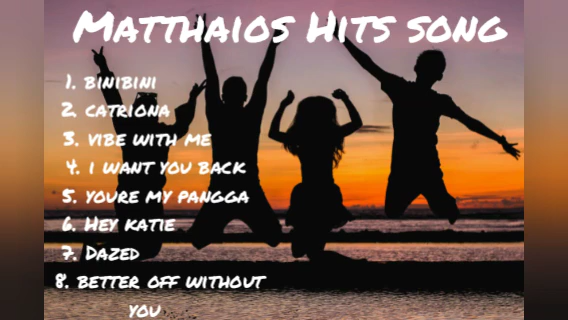 Matthaios Hits song
1. binibini
2. catriona
3. vibe with me
4. i want you back
5. youre my pangga
6. Hey katie
7. Dazed
8. better off without
you